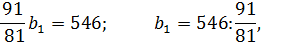 91/81 b₁ = 546;    b₁ = 546: 91/81,